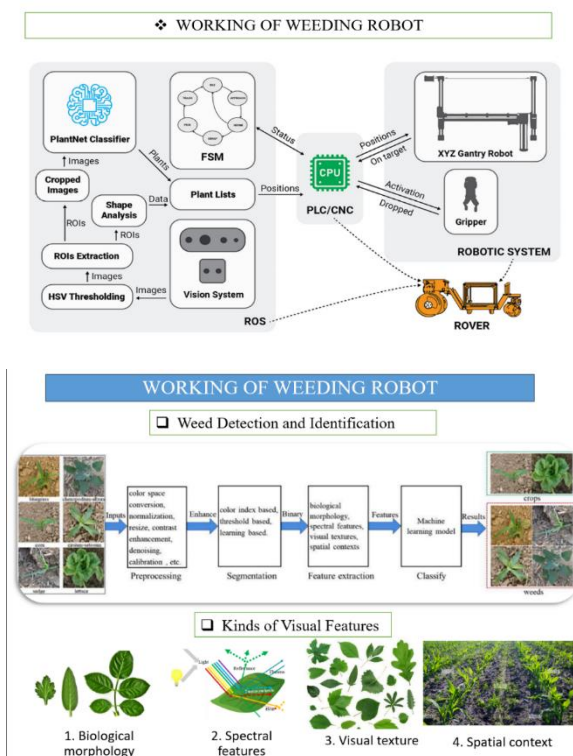 ❖ WORKING OF WEEDING ROBOT
PlantNet Classifier
FSM
Status
CPU
PLC/CNC
Positions
On target
XYZ Gantry Robot
Images
Plants
Cropped
Images
Shape
Analysis
Data
Plant Lists
Positions
Activation
Dropped
Gripper
ROIs
ROIs
ROIs Extraction
Images
HSV Thresholding
Images
Vision System
ROS
ROBOTIC SYSTEM
ROVER
WORKING OF WEEDING ROBOT
❑ Weed Detection and Identification
lettuce
Inputs
color space
conversion,
normalization,
resize, contrast
enhancement,
denoising,
calibration , etc.
Preprocessing
Enhance
color index based,
threshold based,
learning based.
Segmentation
Binary
biological
morphology,
spectral features,
visual textures,
spatial contexts
Feature extraction
Features
Machine
learning model
Classify
Results
crops
weeds
❑ Kinds of Visual Features
Light
1. Biological
morphology
2. Spectral
features
3. Visual texture
4. Spatial context